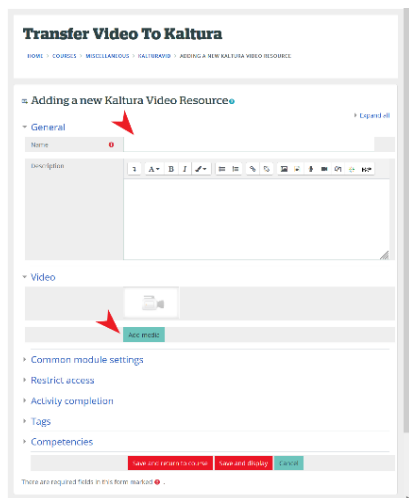 Transfer Video To Kaltura
HOME > COURSES > MISCELLANEOUS > KALTURAVID > ADDING A NEW KALTURA VIDEO RESOURCE
Adding a new Kaltura Video Resource
Expand all
General
Name
Description
A B I
Video
Add media
Common module settings
Restrict access
Activity completion
Tags
Competencies
Save and return to course Save and display Cancel
There are required fields in this form marked .